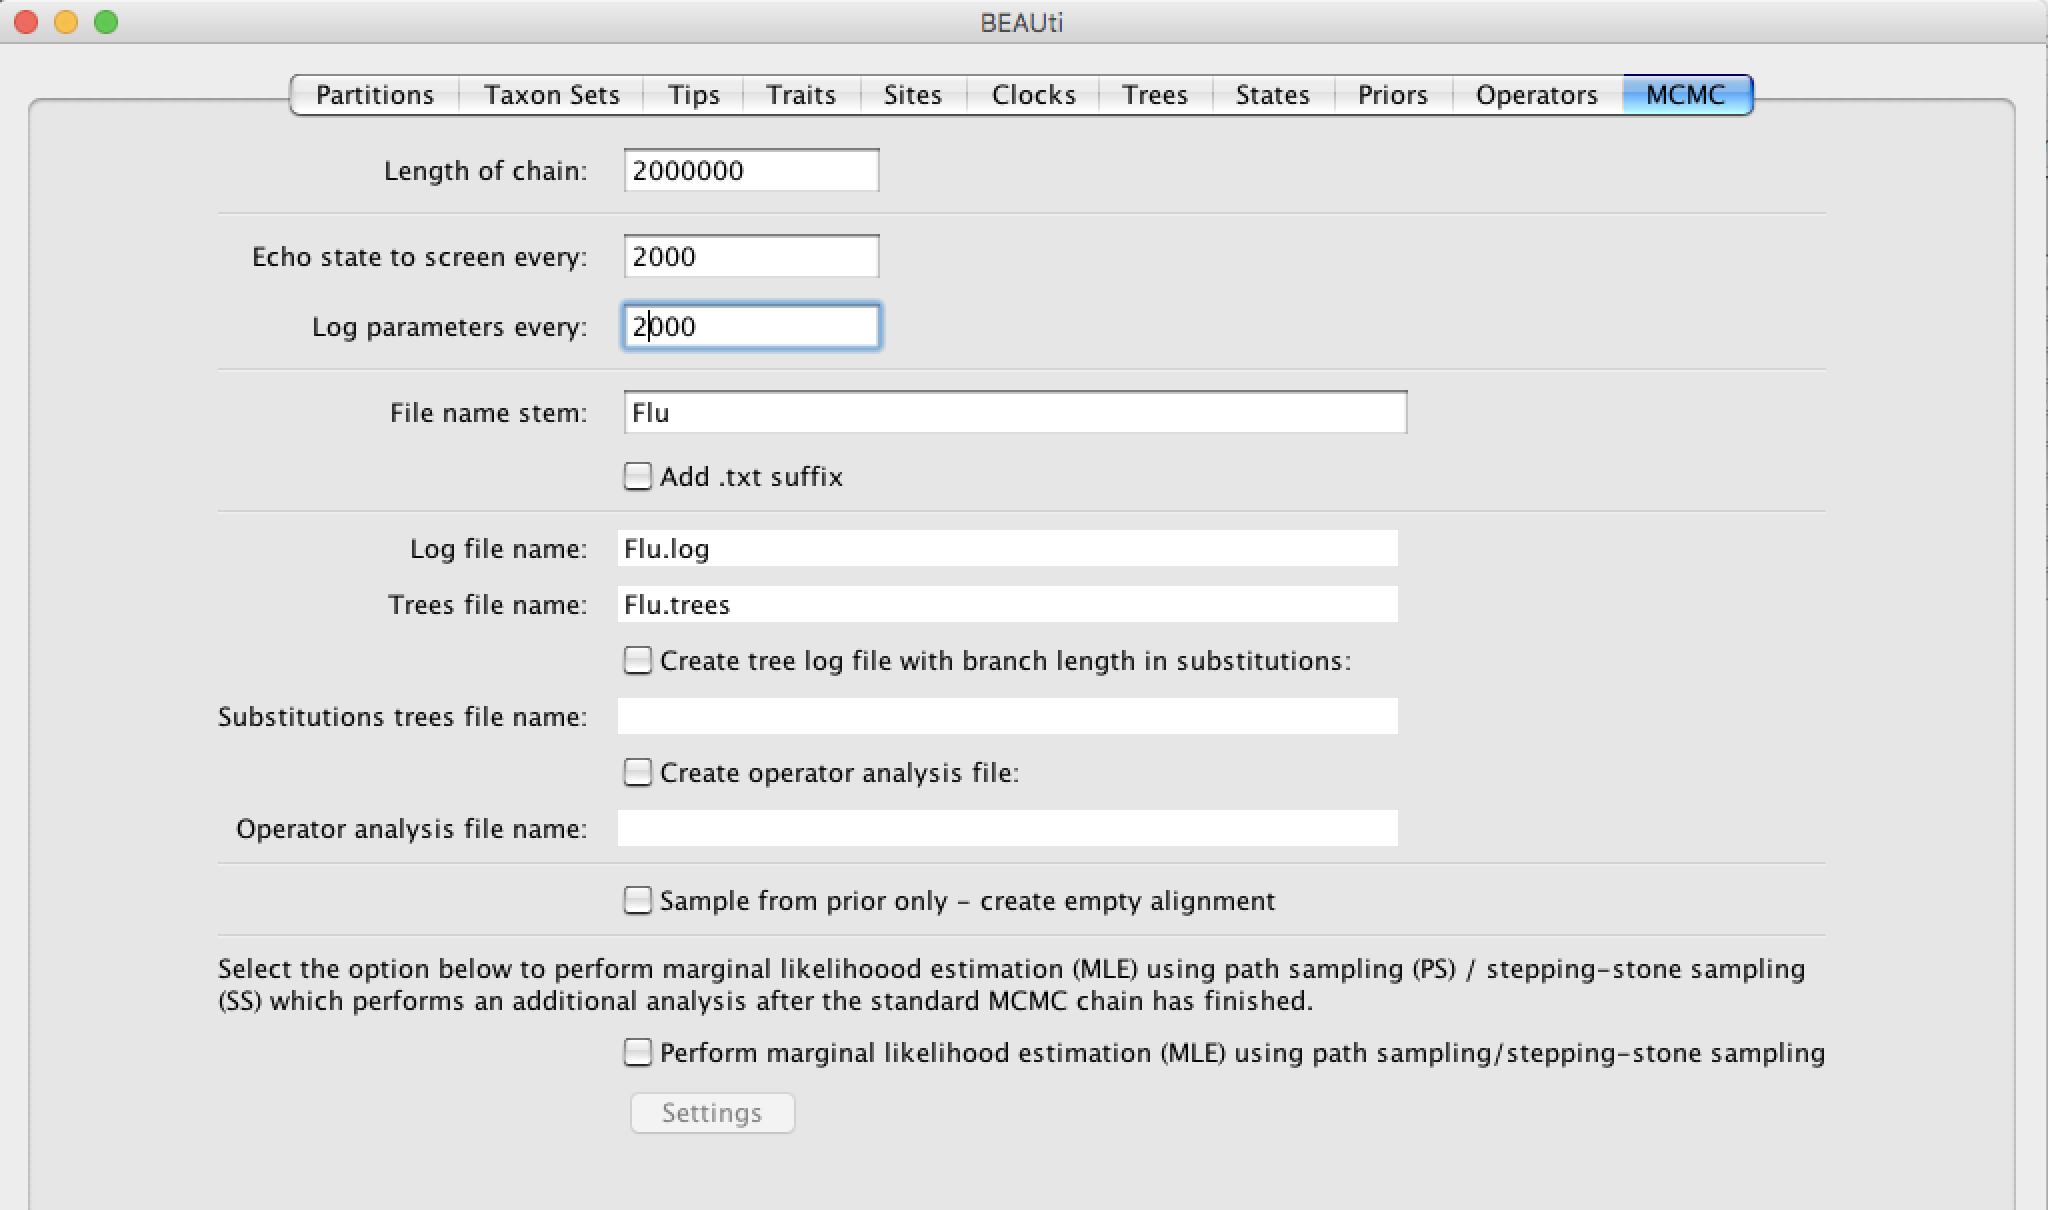 BEAUti
Partitions Taxon Sets Tips Traits Sites Clocks Trees States Priors Operators MCMC
Length of chain: 2000000
Echo state to screen every: 2000
Log parameters every: 2000
File name stem: Flu
Add .txt suffix
Log file name: Flu.log
Trees file name: Flu.trees
Create tree log file with branch length in substitutions:
Substitutions trees file name:
Create operator analysis file:
Operator analysis file name:
Sample from prior only - create empty alignment
Select the option below to perform marginal likelihoood estimation (MLE) using path sampling (PS) / stepping-stone sampling
(SS) which performs an additional analysis after the standard MCMC chain has finished.
Perform marginal likelihood estimation (MLE) using path sampling/stepping-stone sampling
Settings